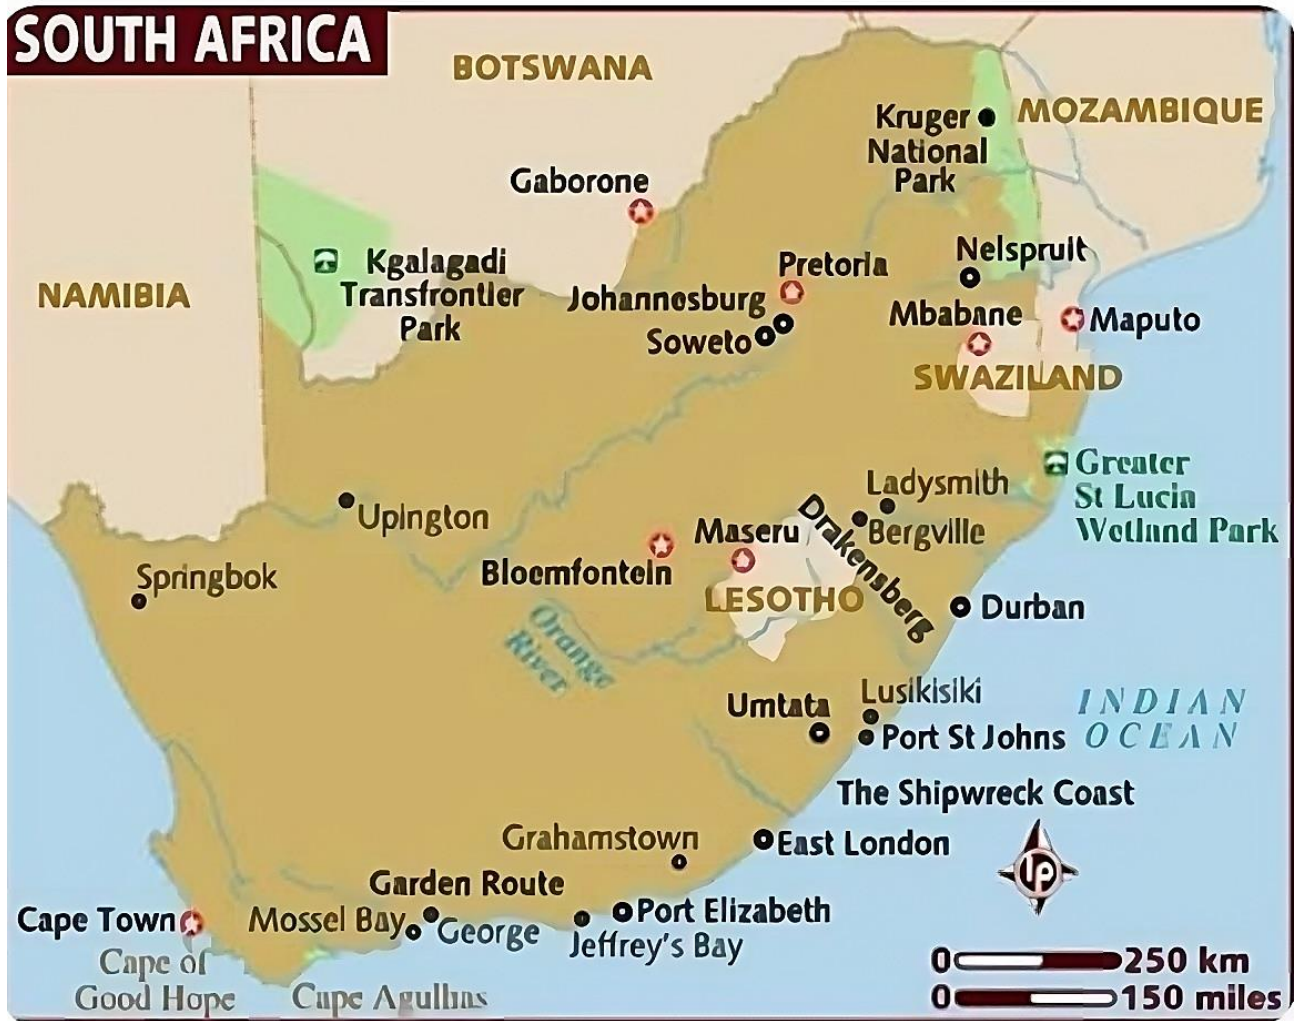 SOUTH AFRICA
BOTSWANA
MOZAMBIQUE
Kruger
National
Park
Gaborone
Kgalagadi
Transfrontier
Park
NAMIBIA
Nelspruit
Pretoria
Johannesburg
Soweto
Mbabane
Maputo
SWAZILAND
Greater
St Lucia
Wetland Park
Ladysmith
Bergville
Drakensberg
Upington
Maseru
Bloemfontein
LESOTHO
Springbok
Durban
Orange
River
Lusikisiki
Umtata
Port St Johns
INDIAN
OCEAN
The Shipwreck Coast
Grahamstown
East London
Garden Route
Cape Town
Mossel Bay
George
Port Elizabeth
Jeffrey's Bay
Cape of
Good Hope
Cape Agulhas
lp
0 250 km
0 150 miles